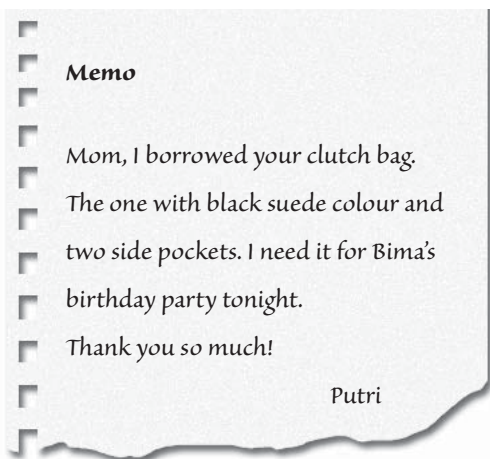 Memo
Mom, I borrowed your clutch bag.
The one with black suede colour and
two side pockets. I need it for Bima's
birthday party tonight.
Thank you so much!
Putri